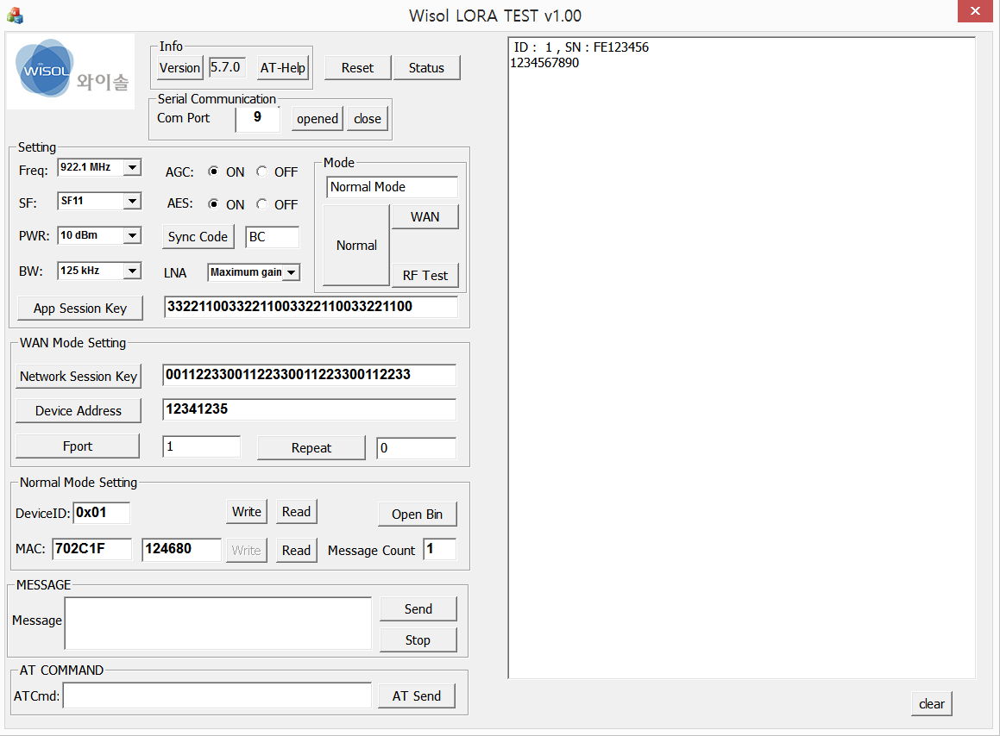 Wisol LORA TEST v1.00
WISOL 와이솔
Info
Version 5.7.0 AT-Help Reset Status
Serial Communication
Com Port 9 opened close
Setting
Freq: 922.1 MHz AGC: ON OFF
SF: SF11 AES: ON OFF
PWR: 10 dBm Sync Code BC
BW: 125 kHz LNA Maximum gain
Mode
Normal Mode
Normal WAN
RF Test
App Session Key 33221100332211003322110033221100
WAN Mode Setting
Network Session Key 00112233001122330011223300112233
Device Address 12341235
Fport 1 Repeat 0
Normal Mode Setting
DeviceID: 0x01 Write Read Open Bin
MAC: 702C1F 124680 Write Read Message Count 1
MESSAGE
Message Send
Stop
AT COMMAND
ATCmd: AT Send
ID : 1 , SN : FE123456
1234567890
clear